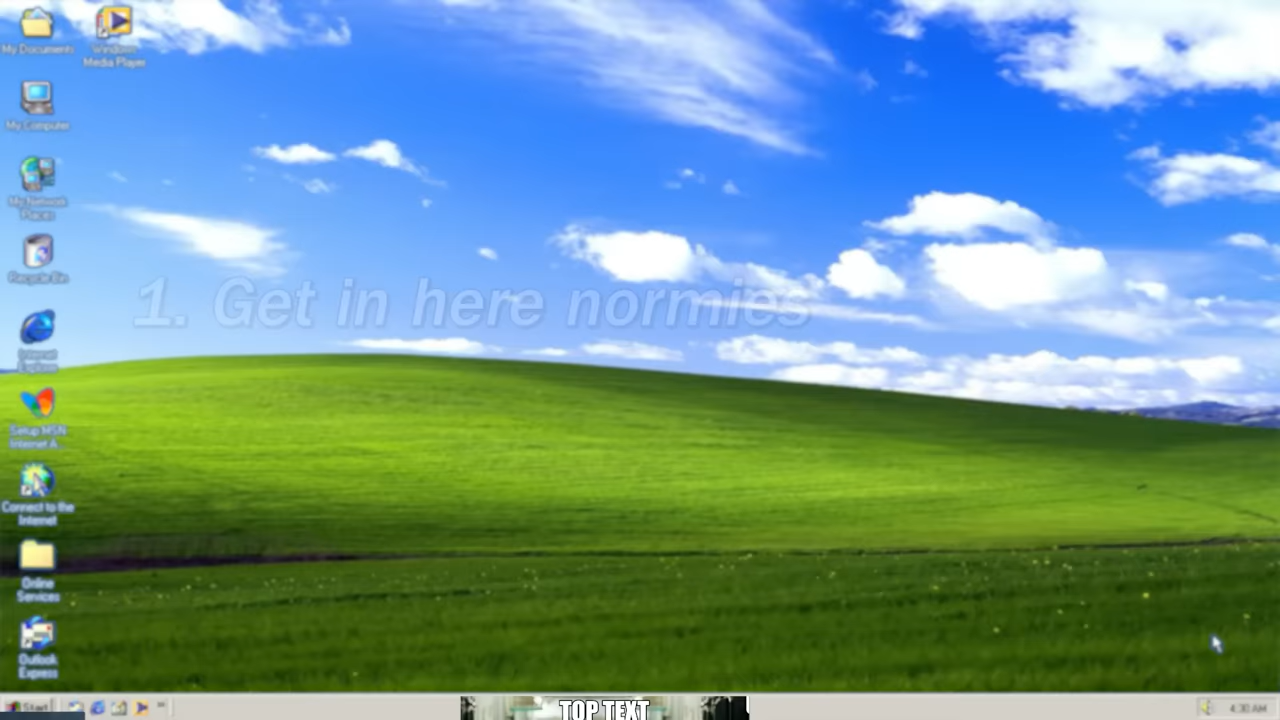 My Documents
Windows
Media Player
My Computer
My Network
Places
Recycle Bin
1. Get in here normies
Internet
Explorer
Setup MSN
Internet A...
Connect to the
Internet
Online
Services
Outlook
Express
Start
TOP TEXT
4:30 AM